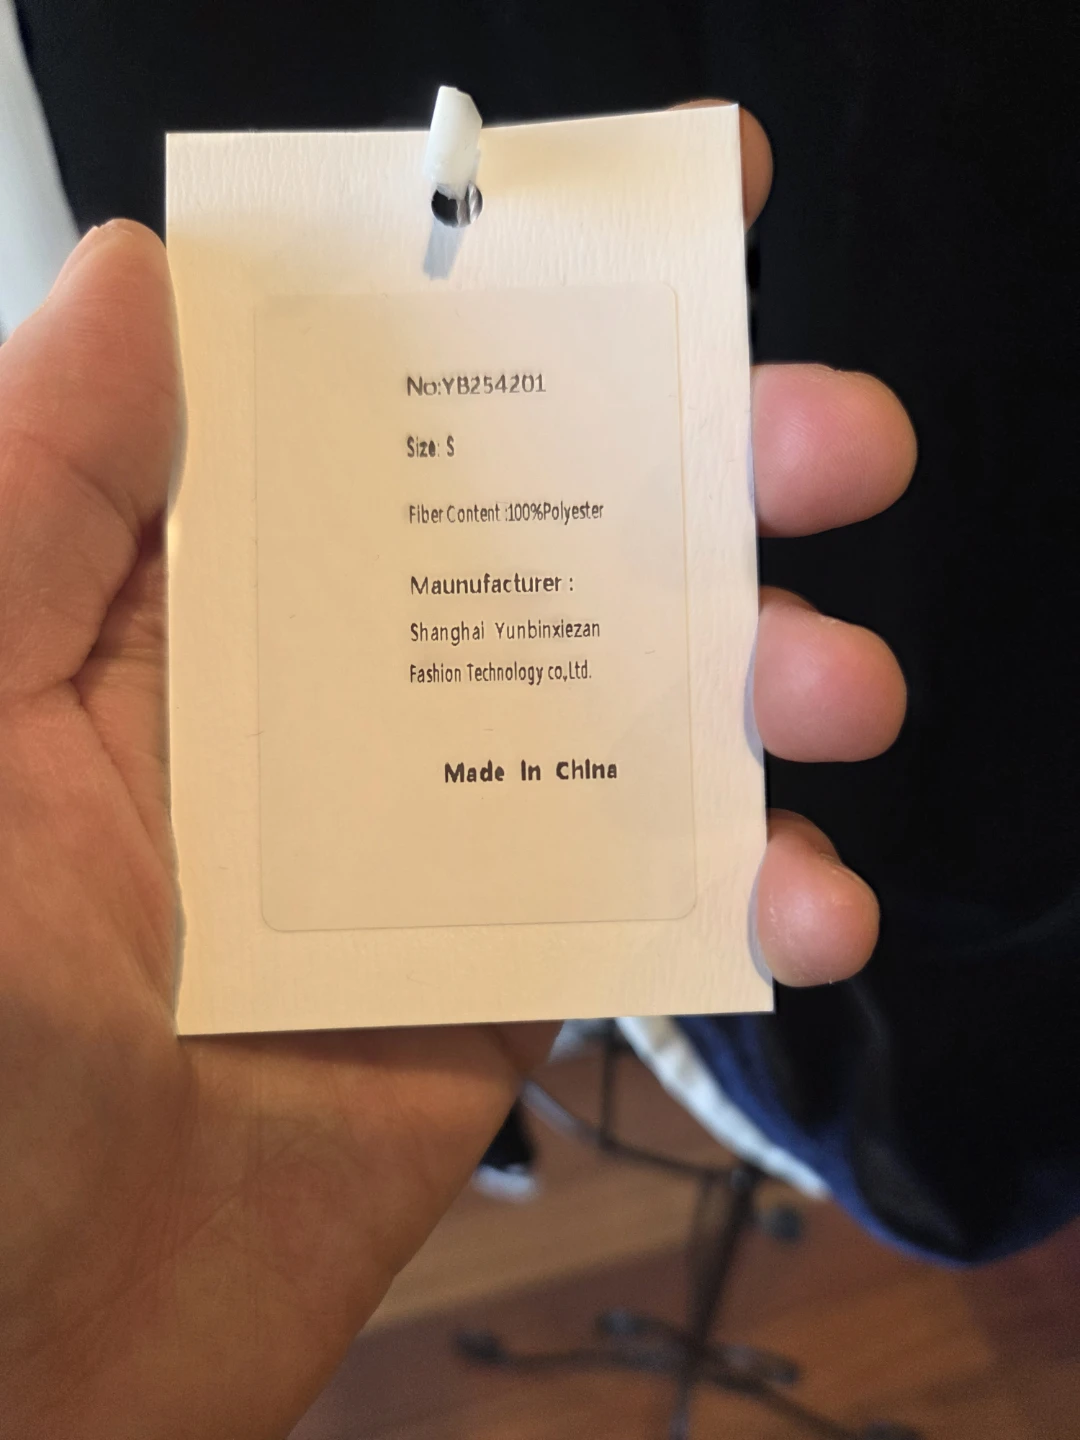 No:YB254201
Size: S
Fiber Content :100%Polyester
Maunufacturer :
Shanghai Yunbinxiezan
Fashion Technology co,Ltd.
Made In China